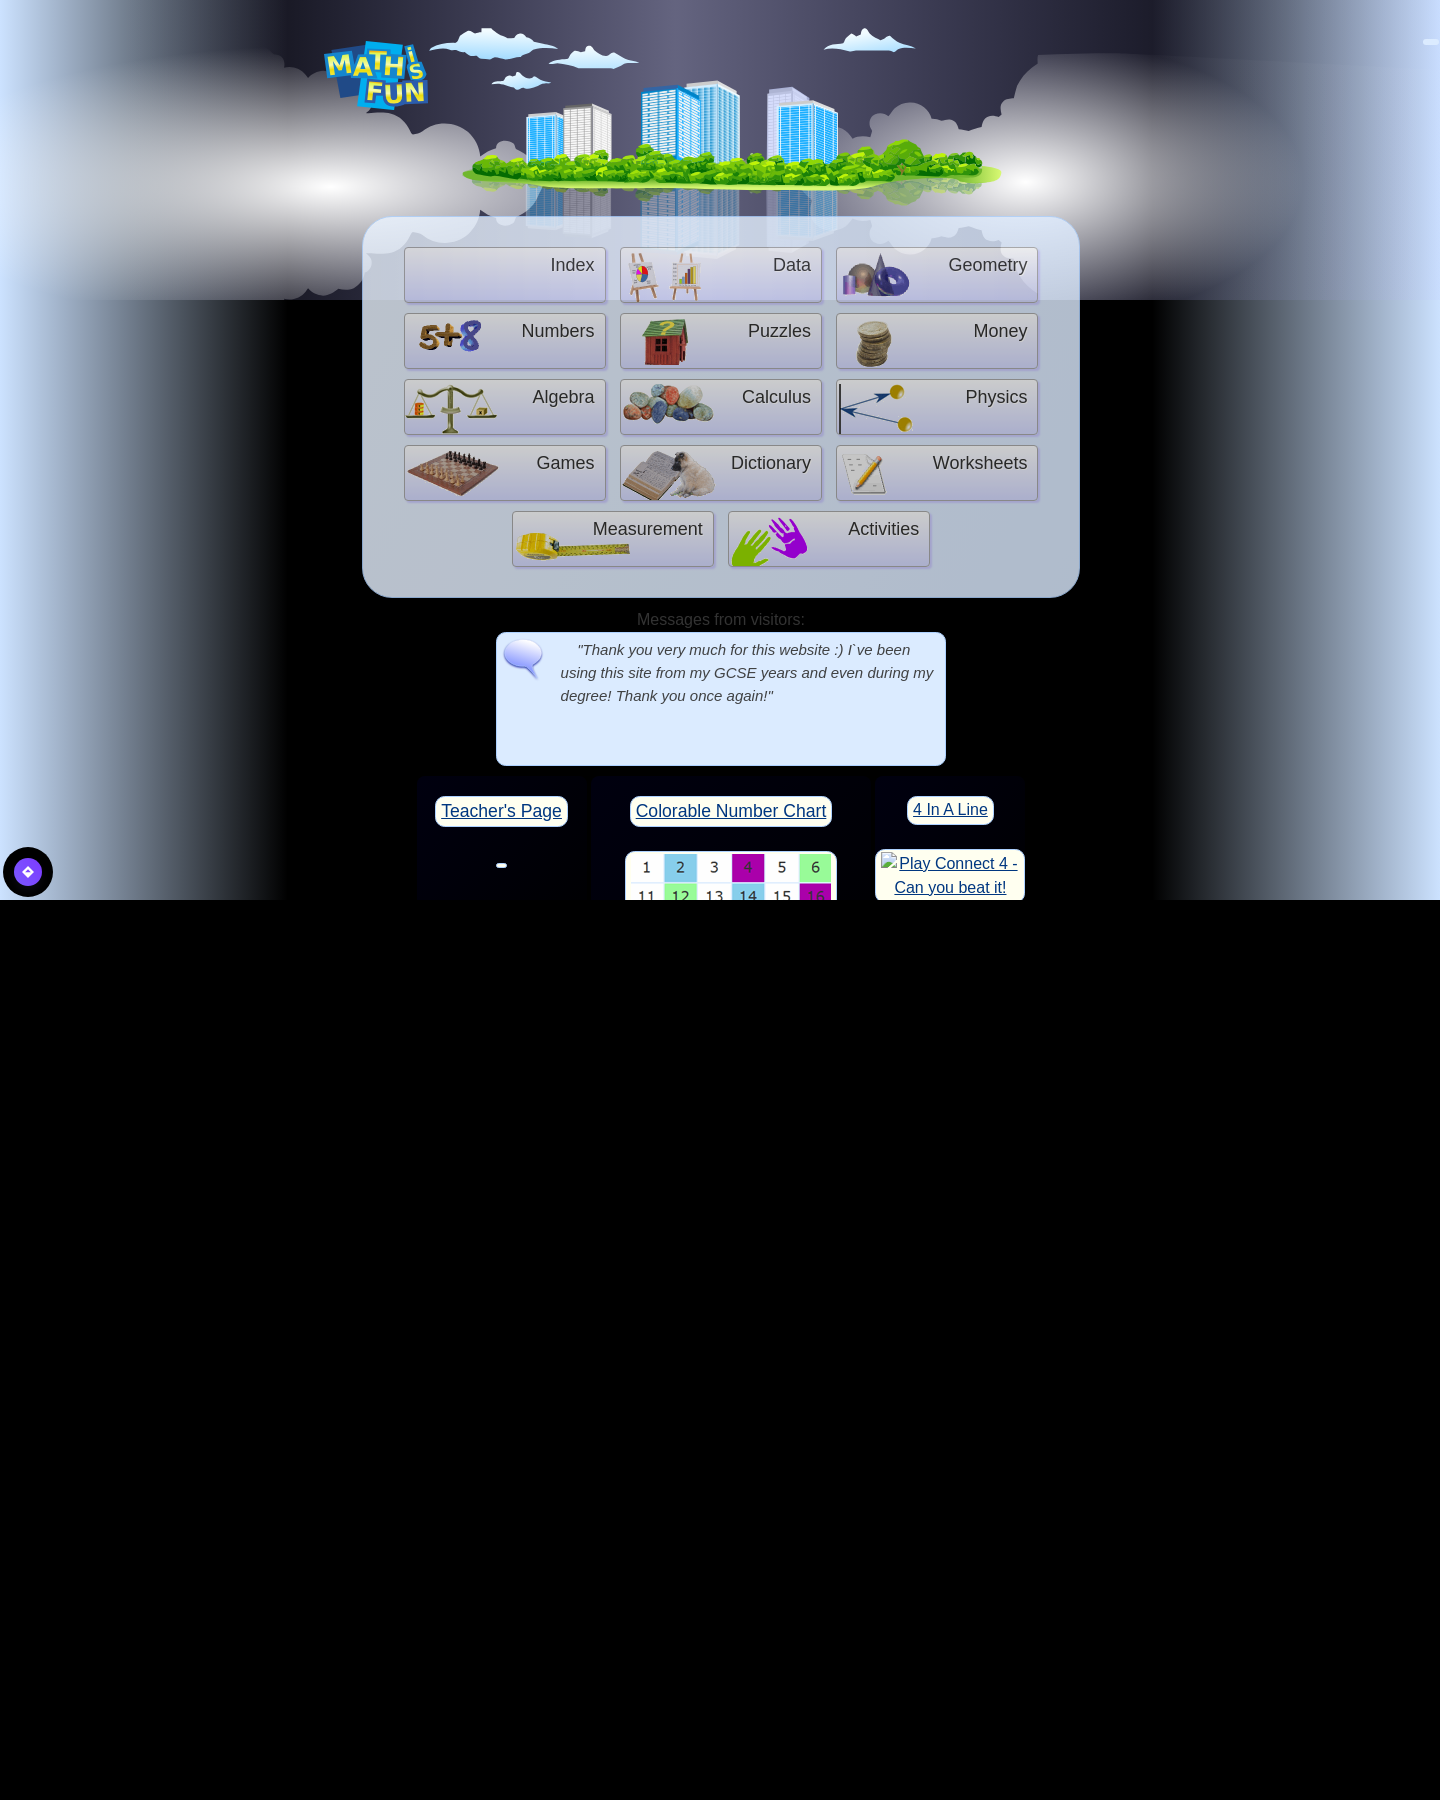 MATH iS
FUN
Index
Data
Geometry
5+8
Numbers
?
Puzzles
Money
Algebra
Calculus
Physics
Games
Dictionary
Worksheets
Measurement
Activities
Messages from visitors:
"Thank you very much for this website :) I`ve been
using this site from my GCSE years and even during my
degree! Thank you once again!"
Teacher's Page
Colorable Number Chart
4 In A Line
1 2 3 4 5 6
11 12 13 14 15 16
Play Connect 4 -
Can you beat it!